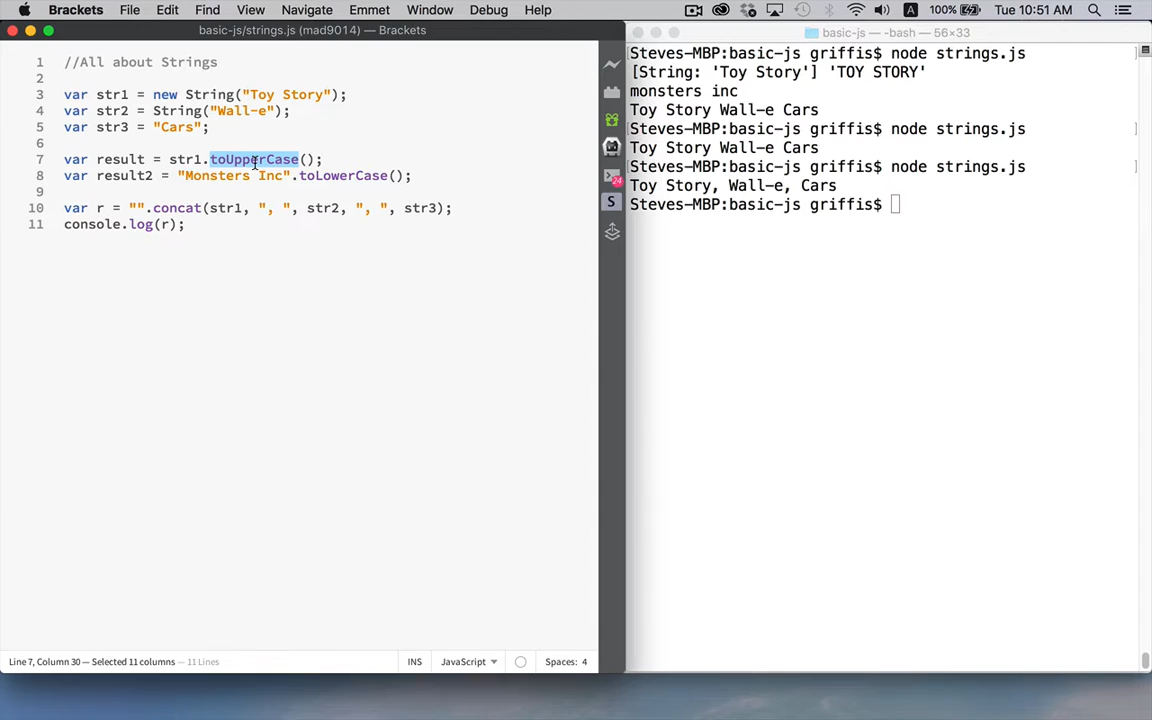 Brackets File Edit Find View Navigate Emmet Window Debug Help A 100% Tue 10:51 AM
basic-js/strings.js (mad9014) — Brackets
1 //All about Strings
2
3 var str1 = new String("Toy Story");
4 var str2 = String("Wall-e");
5 var str3 = "Cars";
6
7 var result = str1.toUpperCase();
8 var result2 = "Monsters Inc".toLowerCase();
9
10 var r = "".concat(str1, ", ", str2, ", ", str3);
11 console.log(r);
24
S
Line 7, Column 30 — Selected 11 columns — 11 Lines INS JavaScript Spaces: 4
basic-js — -bash — 56×33
[Steves-MBP:basic-js griffis$ node strings.js ]
[String: 'Toy Story'] 'TOY STORY'
monsters inc
Toy Story Wall-e Cars
[Steves-MBP:basic-js griffis$ node strings.js ]
Toy Story Wall-e Cars
[Steves-MBP:basic-js griffis$ node strings.js ]
Toy Story, Wall-e, Cars
Steves-MBP:basic-js griffis$